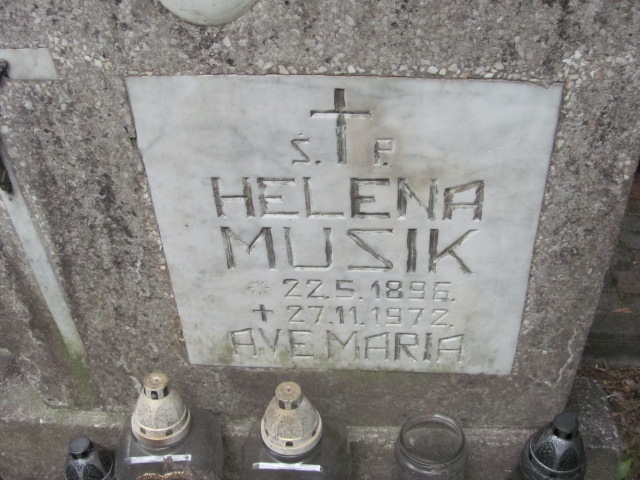 Ś. P.
HELENA
MUSIK
* 22.5.1896.
+ 27.11.1972.
AVE MARIA